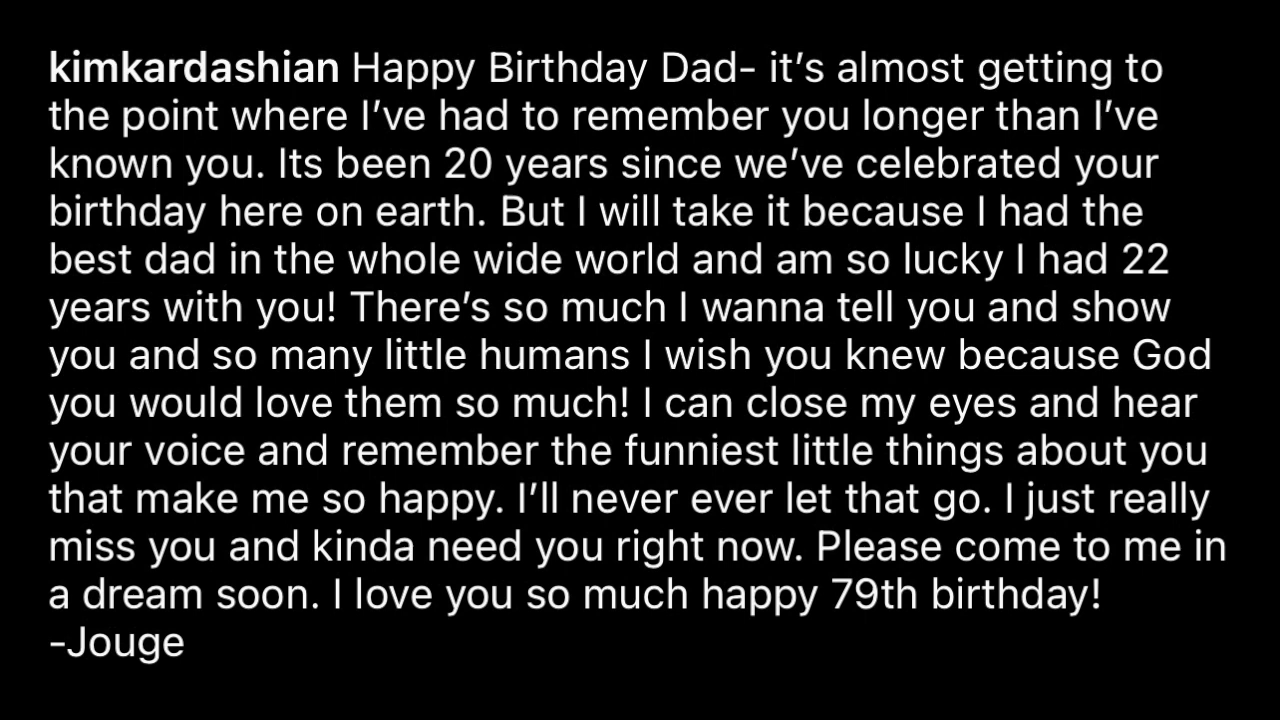 kimkardashian Happy Birthday Dad- it’s almost getting to
the point where I’ve had to remember you longer than I’ve
known you. Its been 20 years since we’ve celebrated your
birthday here on earth. But I will take it because I had the
best dad in the whole wide world and am so lucky I had 22
years with you! There’s so much I wanna tell you and show
you and so many little humans I wish you knew because God
you would love them so much! I can close my eyes and hear
your voice and remember the funniest little things about you
that make me so happy. I’ll never ever let that go. I just really
miss you and kinda need you right now. Please come to me in
a dream soon. I love you so much happy 79th birthday!
-Jouge